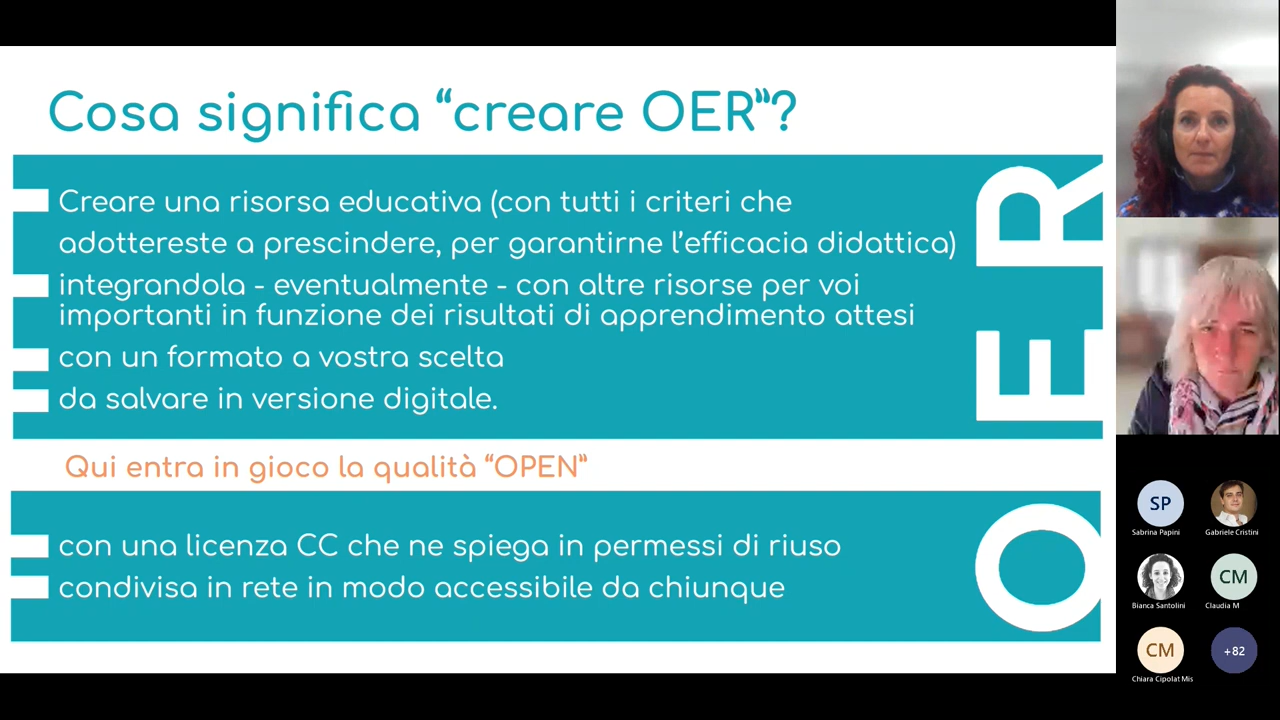 Cosa significa “creare OER”?
Creare una risorsa educativa (con tutti i criteri che
adottereste a prescindere, per garantirne l’efficacia didattica)
integrandola - eventualmente - con altre risorse per voi
importanti in funzione dei risultati di apprendimento attesi
con un formato a vostra scelta
da salvare in versione digitale.
ER
Qui entra in gioco la qualità “OPEN”
con una licenza CC che ne spiega in permessi di riuso
condivisa in rete in modo accessibile da chiunque
O
SP
Sabrina Papini
Gabriele Cristini
Bianca Santolini
CM
Claudia M
CM
Chiara Cipolat Mis
+82